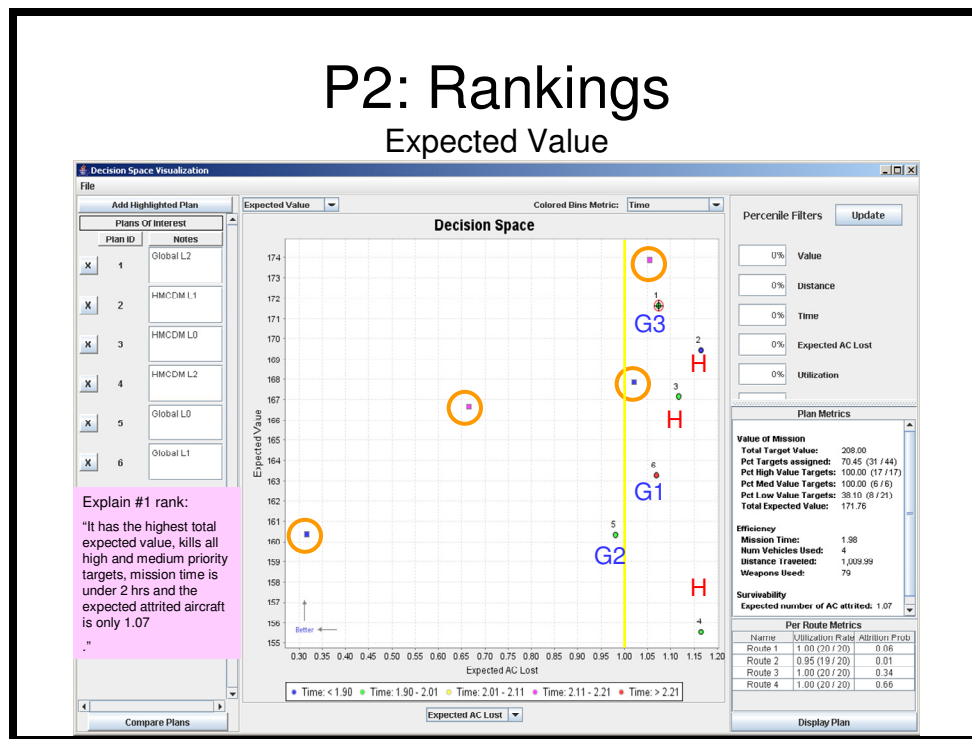 P2: Rankings
Expected Value
Decision Space Visualization
File
Add Highlighted Plan
Plans Of Interest
Plan ID Notes
X 1 Global L2
X 2 HMCDM L1
X 3 HMCDM L0
X 4 HMCDM L2
X 5 Global L0
X 6 Global L1
Explain #1 rank:
"It has the highest total
expected value, kills all
high and medium priority
targets, mission time is
under 2 hrs and the
expected attrited aircraft
is only 1.07
."
Compare Plans
Expected Value
Colored Bins Metric: Time
Decision Space
Expected Value
174
173
172
171
170
169
168
167
166
165
164
163
162
161
160
159
158
157
156
155
1
G3
2
H
3
H
6
G1
5
G2
H
4
Better
0.30 0.35 0.40 0.45 0.50 0.55 0.60 0.65 0.70 0.75 0.80 0.85 0.90 0.95 1.00 1.05 1.10 1.15 1.20
Expected AC Lost
Time: < 1.90 Time: 1.90 - 2.01 Time: 2.01 - 2.11 Time: 2.11 - 2.21 Time: > 2.21
Expected AC Lost
Percenile Filters Update
0% Value
0% Distance
0% Time
0% Expected AC Lost
0% Utilization
Plan Metrics
Value of Mission
Total Target Value: 208.00
Pct Targets assigned: 70.45 (31 / 44)
Pct High Value Targets: 100.00 (17 / 17)
Pct Med Value Targets: 100.00 (6 / 6)
Pct Low Value Targets: 38.10 (8 / 21)
Total Expected Value: 171.76
Efficiency
Mission Time: 1.98
Num Vehicles Used: 4
Distance Traveled: 1,009.99
Weapons Used: 79
Survivability
Expected number of AC attrited: 1.07
Per Route Metrics
Name Utilization Rate Attrition Prob
Route 1 1.00 (20 / 20) 0.06
Route 2 0.95 (19 / 20) 0.01
Route 3 1.00 (20 / 20) 0.34
Route 4 1.00 (20 / 20) 0.66
Display Plan